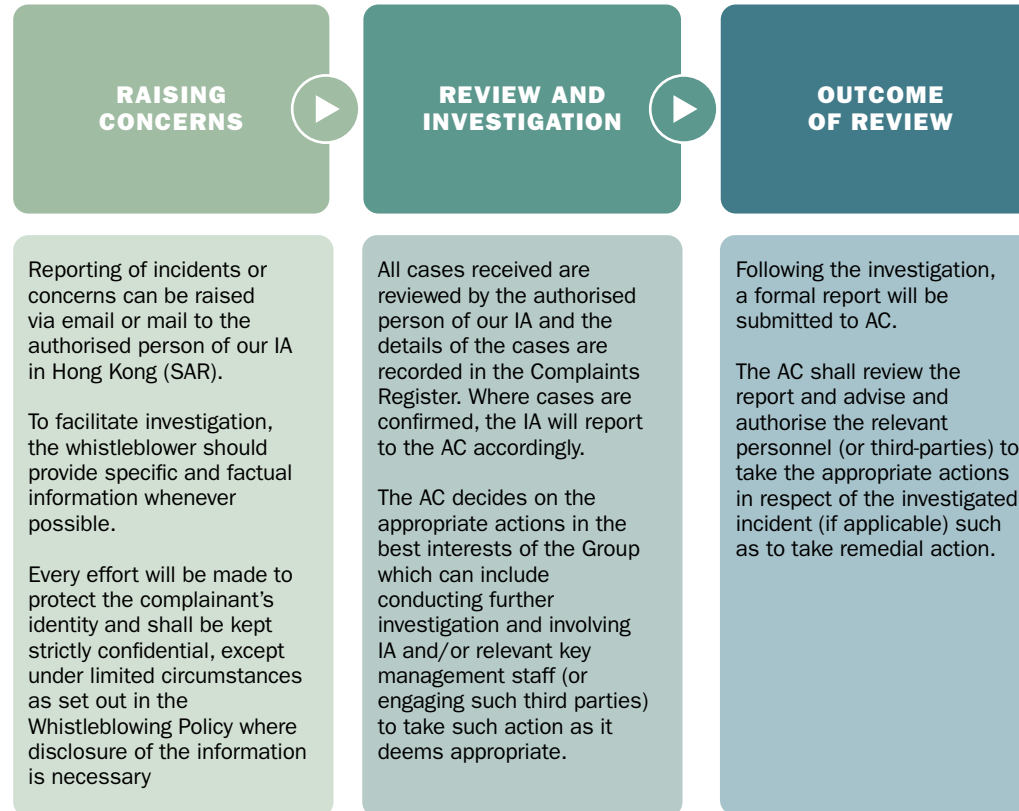 RAISING
CONCERNS
REVIEW AND
INVESTIGATION
OUTCOME
OF REVIEW
Reporting of incidents or
concerns can be raised
via email or mail to the
authorised person of our IA
in Hong Kong (SAR).
To facilitate investigation,
the whistleblower should
provide specific and factual
information whenever
possible.
Every effort will be made to
protect the complainant's
identity and shall be kept
strictly confidential, except
under limited circumstances
as set out in the
Whistleblowing Policy where
disclosure of the information
is necessary
All cases received are
reviewed by the authorised
person of our IA and the
details of the cases are
recorded in the Complaints
Register. Where cases are
confirmed, the IA will report
to the AC accordingly.
The AC decides on the
appropriate actions in the
best interests of the Group
which can include
conducting further
investigation and involving
IA and/or relevant key
management staff (or
engaging such third parties)
to take such action as it
deems appropriate.
Following the investigation,
a formal report will be
submitted to AC.
The AC shall review the
report and advise and
authorise the relevant
personnel (or third-parties) to
take the appropriate actions
in respect of the investigated
incident (if applicable) such
as to take remedial action.